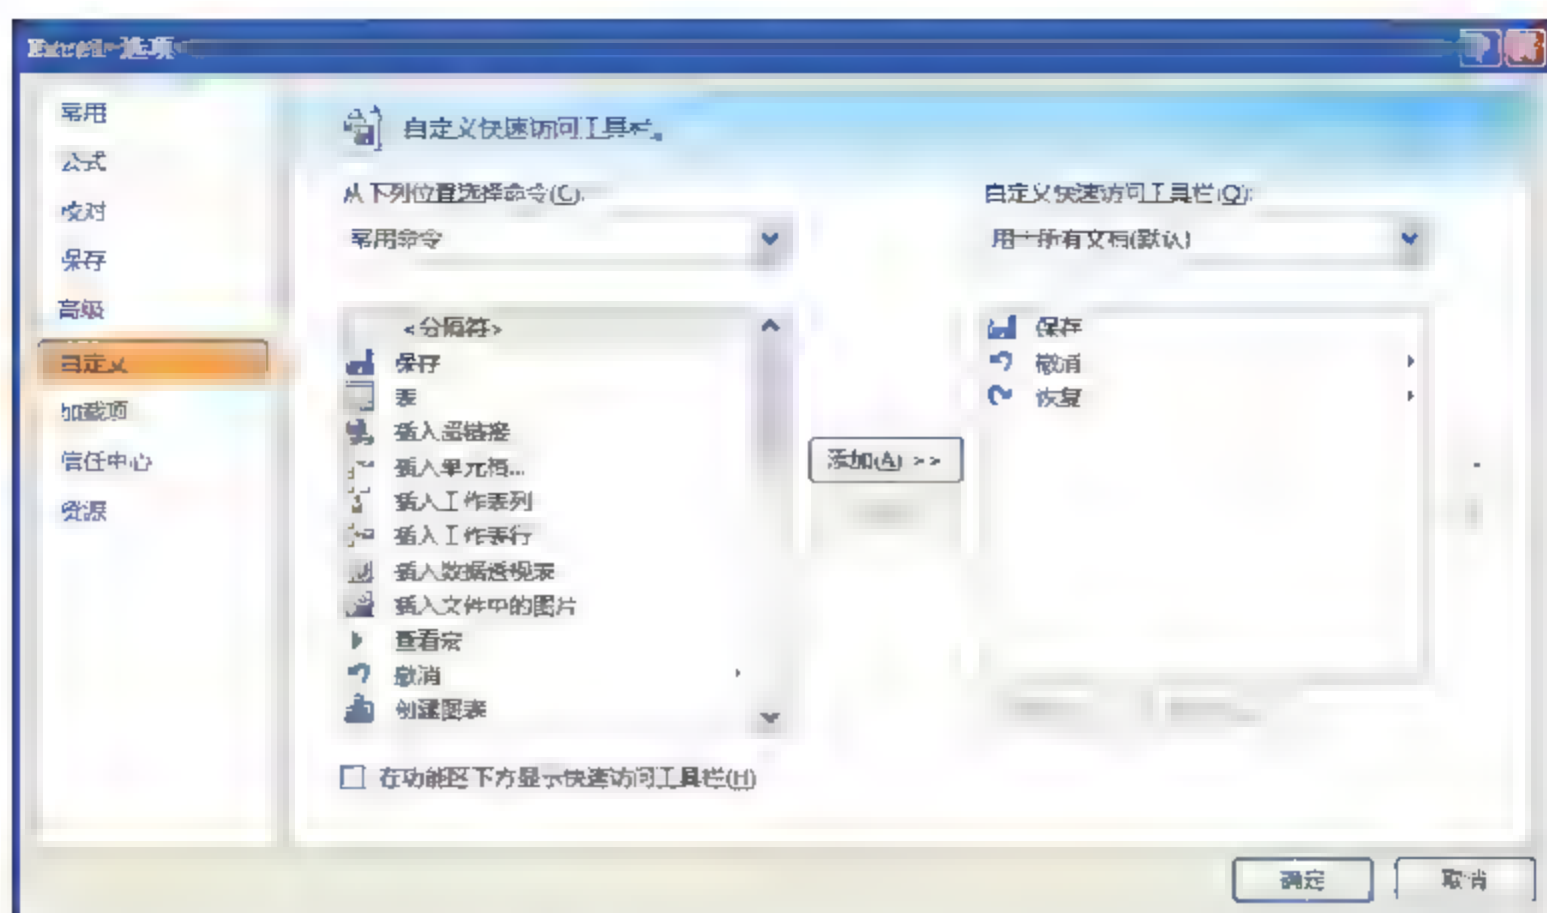 Excel 选项
常用
公式
校对
保存
高级
自定义
加载项
信任中心
资源
自定义快速访问工具栏。
从下列位置选择命令(C):
常用命令
<分隔符>
保存
表
插入超链接
插入单元格...
插入工作表列
插入工作表行
插入数据透视表
插入文件中的图片
查看宏
撤消
创建图表
在功能区下方显示快速访问工具栏(H)
添加(A) >>
自定义快速访问工具栏(Q):
用于所有文档(默认)
保存
撤消
恢复
确定
取消